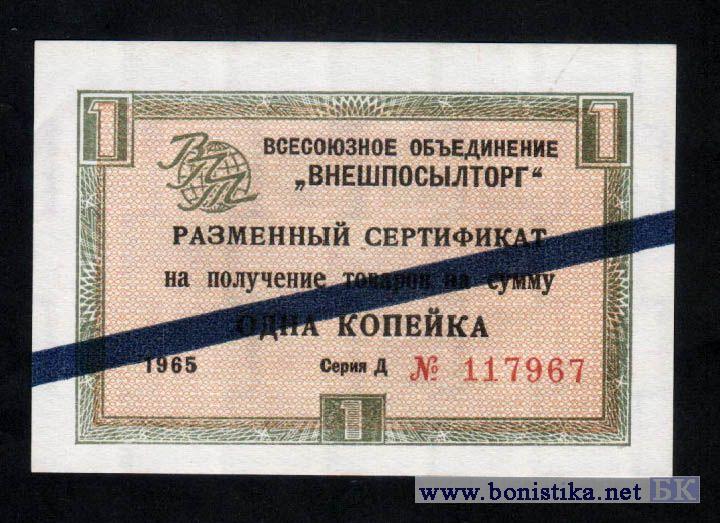 1 1
ВПТ
ВСЕСОЮЗНОЕ ОБЪЕДИНЕНИЕ
„ВНЕШПОСЫЛТОРГ“
РАЗМЕННЫЙ СЕРТИФИКАТ
на получение товаров на сумму
ОДНА КОПЕЙКА
1965 Серия Д № 117967
1
www.bonistika.net БК